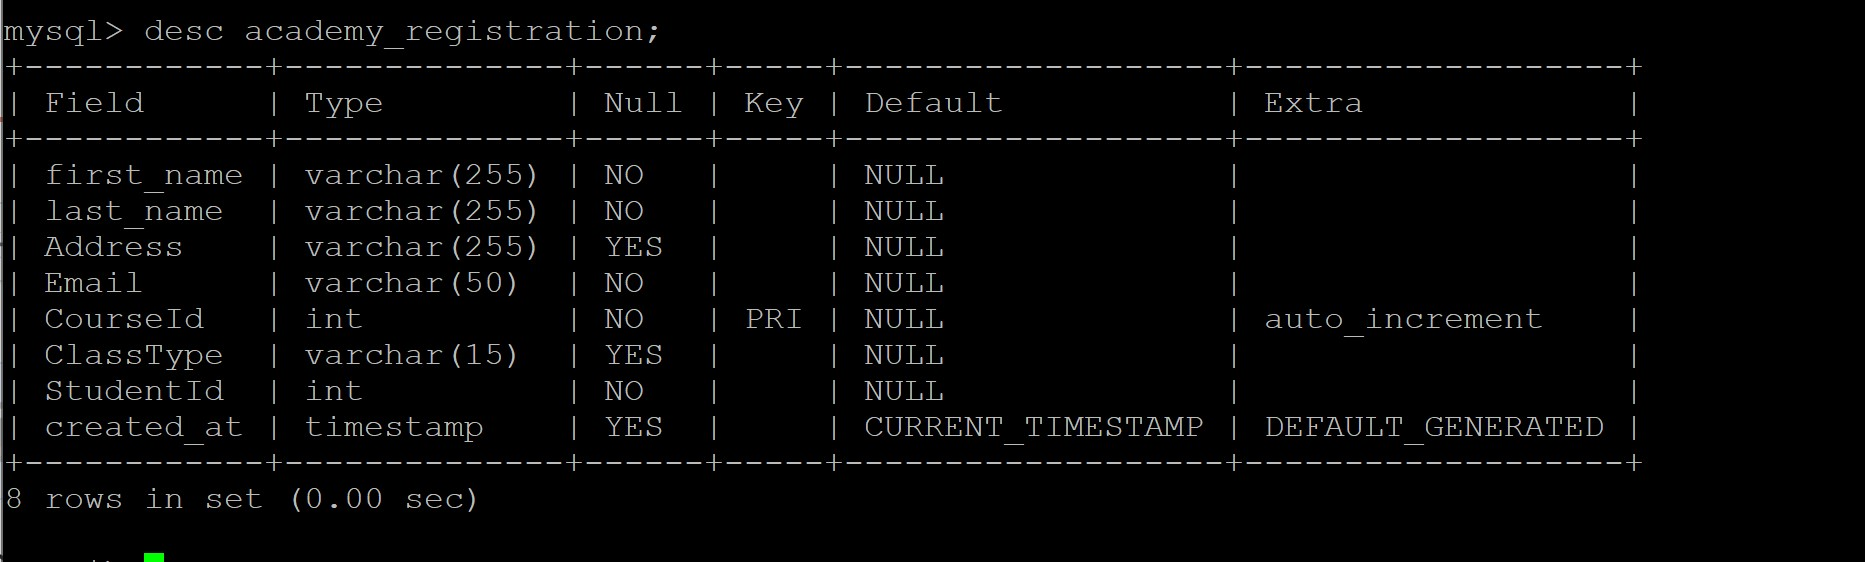 mysql> desc academy_registration;
+------------+--------------+------+-----+-------------------+-------------------+
| Field      | Type         | Null | Key | Default           | Extra             |
+------------+--------------+------+-----+-------------------+-------------------+
| first_name | varchar(255) | NO   |     | NULL              |                   |
| last_name  | varchar(255) | NO   |     | NULL              |                   |
| Address    | varchar(255) | YES  |     | NULL              |                   |
| Email      | varchar(50)  | NO   |     | NULL              |                   |
| CourseId   | int          | NO   | PRI | NULL              | auto_increment    |
| ClassType  | varchar(15)  | YES  |     | NULL              |                   |
| StudentId  | int          | NO   |     | NULL              |                   |
| created_at | timestamp    | YES  |     | CURRENT_TIMESTAMP | DEFAULT_GENERATED |
+------------+--------------+------+-----+-------------------+-------------------+
8 rows in set (0.00 sec)